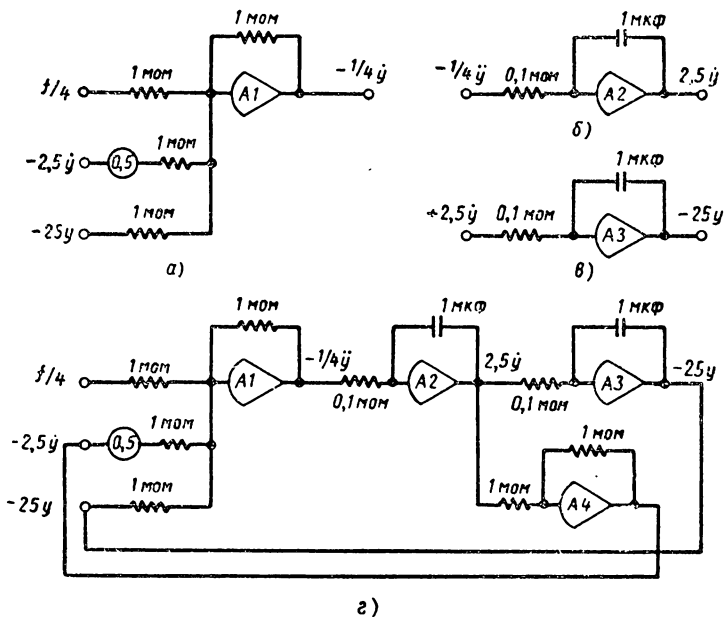 1 мом
1 мкф
f/4
1 мом
A1
-1/4 ẏ
-1/4 ÿ
0,1 мом
A2
2,5 ẏ
б)
-2,5 ẏ
0,5
1 мом
1 мкф
-25y
1 мом
÷2,5 ẏ
0,1 мом
A3
-25y
а)
в)
1 мом
1 мкф
1 мкф
f/4
1 мом
A1
-1/4 ÿ
0,1 мом
A2
2,5 ẏ
0,1 мом
A3
-25y
-2,5 ẏ
0,5
1 мом
1 мом
-25y
1 мом
1 мом
A4
г)